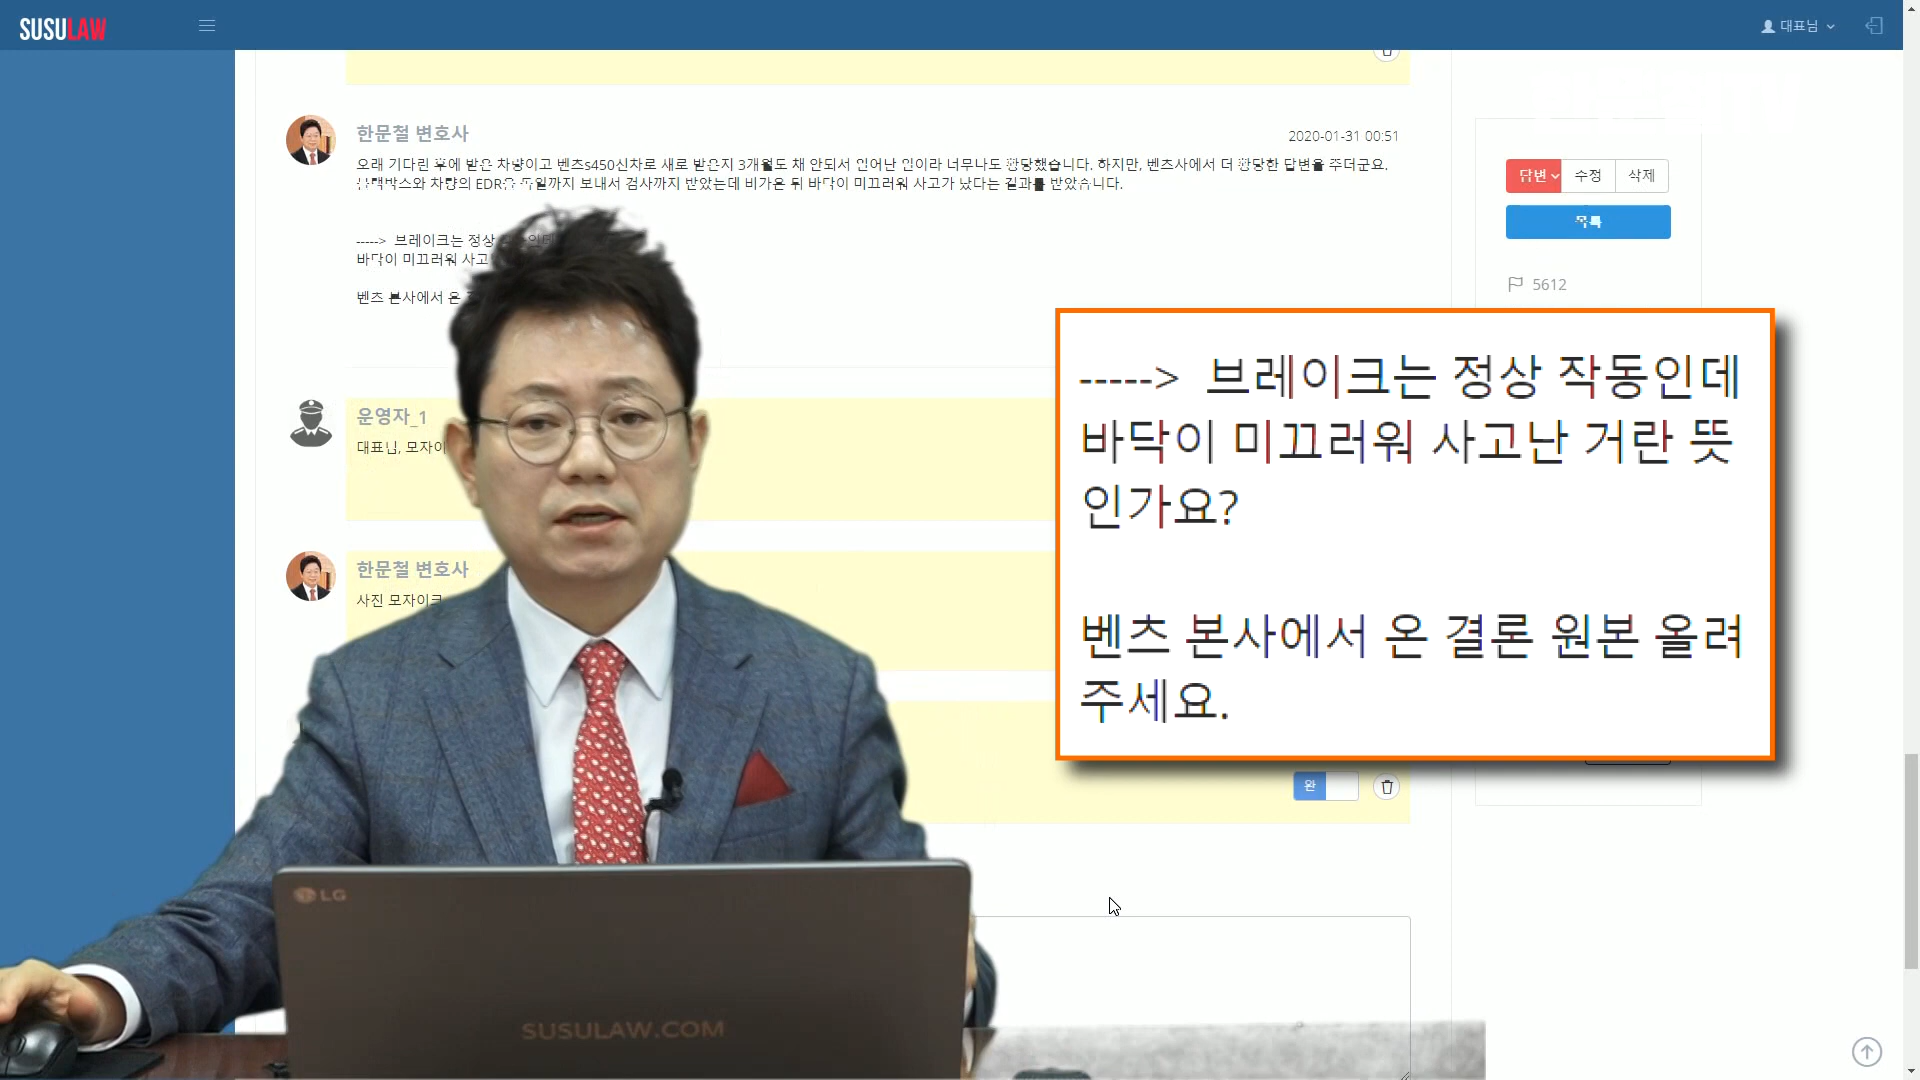 SUSULAW
대표님
한문철 변호사
2020-01-31 00:51
오래 기다린 후에 받은 차량이고 벤츠s450신차로 새로 받은지 3개월도 채 안되서 일어난 일이라 너무나도 황당했습니다. 하지만, 벤츠사에서 더 황당한 답변을 주더군요.
블랙박스와 차량의 EDR을 독일까지 보내서 검사까지 받았는데 비가온 뒤 바닥이 미끄러워 사고가 났다는 결과를 받았습니다.
답변 수정 삭제
목록
-----> 브레이크는 정상
바닥이 미끄러워 사고
벤츠 본사에서 온
5612
-----> 브레이크는 정상 작동인데
바닥이 미끄러워 사고난 거란 뜻
인가요?
벤츠 본사에서 온 결론 원본 올려
주세요.
운영자_1
대표님, 모자이
한문철 변호사
사진 모자이크
완
LG
SUSULAW.COM